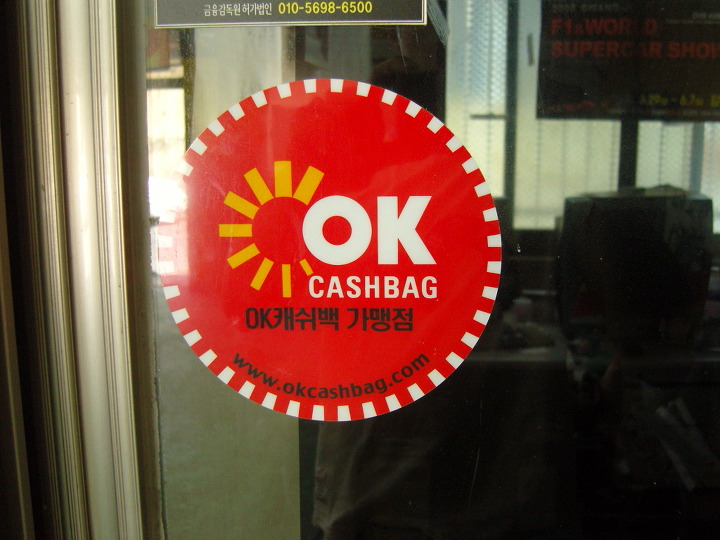 금융감독원 허가법인 010-5698-6500
F1&WORLD
SUPERCAR SHO
OK
CASHBAG
OK캐쉬백 가맹점
www.okcashbag.com